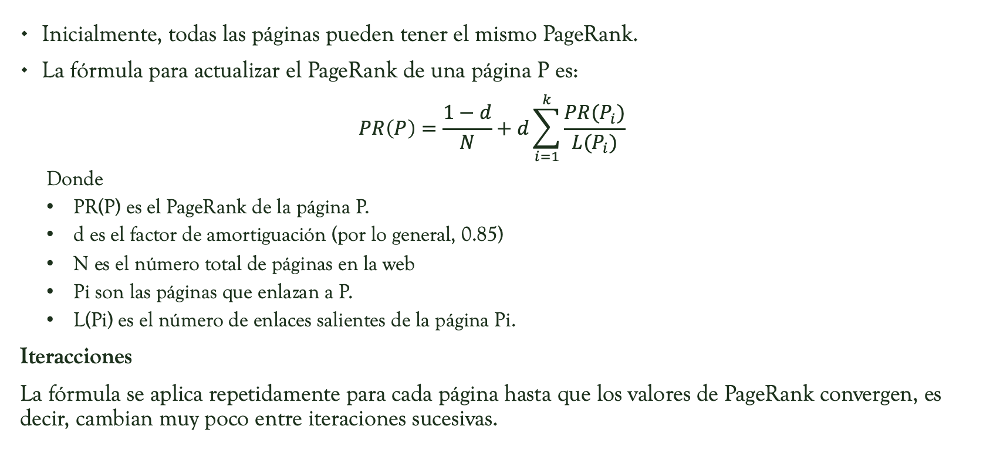 • Inicialmente, todas las páginas pueden tener el mismo PageRank.
• La fórmula para actualizar el PageRank de una página P es:
PR(P) = \frac{1 - d}{N} + d \sum_{i=1}^{k} \frac{PR(P_i)}{L(P_i)}
Donde
• PR(P) es el PageRank de la página P.
• d es el factor de amortiguación (por lo general, 0.85)
• N es el número total de páginas en la web
• Pi son las páginas que enlazan a P.
• L(Pi) es el número de enlaces salientes de la página Pi.
Iteracciones
La fórmula se aplica repetidamente para cada página hasta que los valores de PageRank convergen, es
decir, cambian muy poco entre iteraciones sucesivas.